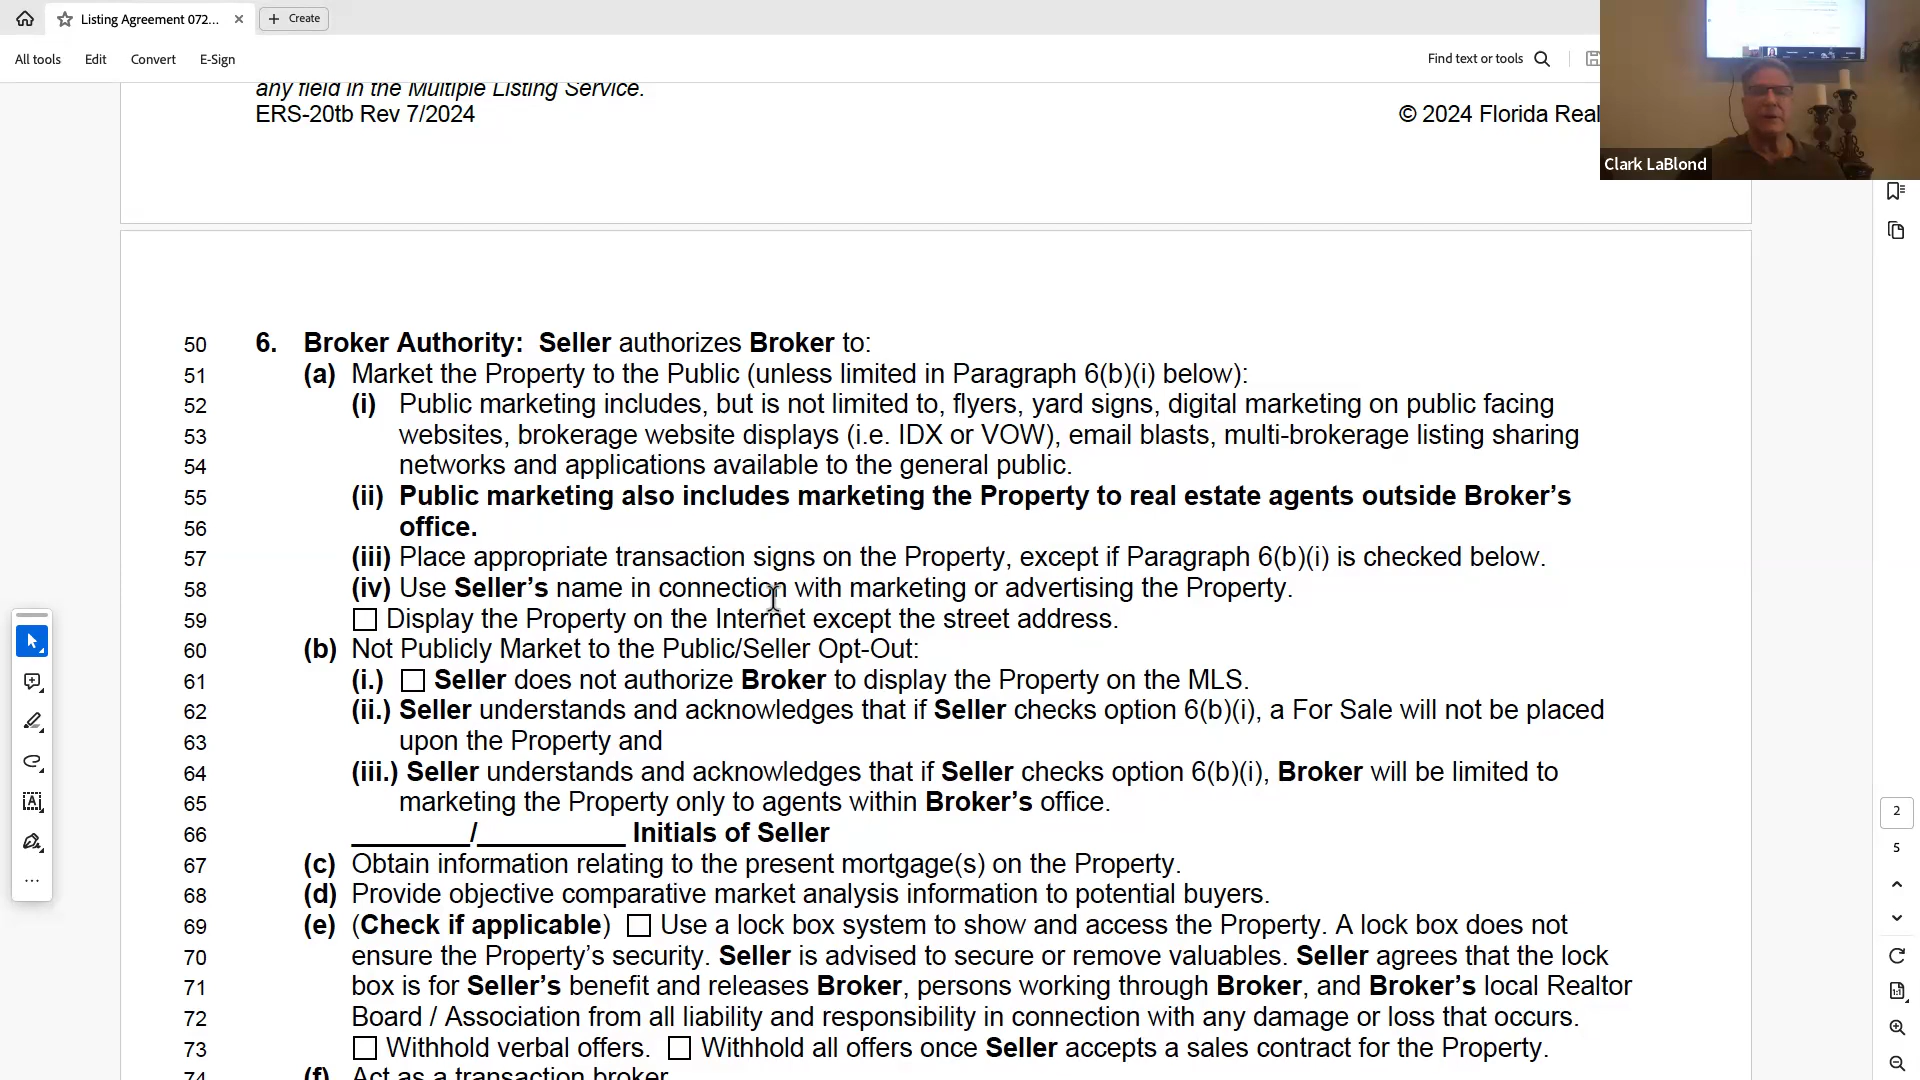 Listing Agreement 072...
Create
All tools
Edit
Convert
E-Sign
Find text or tools
any field in the Multiple Listing Service.
ERS-20tb Rev 7/2024
© 2024 Florida Real
Clark LaBlond
50 6. Broker Authority: Seller authorizes Broker to:
51 (a) Market the Property to the Public (unless limited in Paragraph 6(b)(i) below):
52 (i) Public marketing includes, but is not limited to, flyers, yard signs, digital marketing on public facing
53 websites, brokerage website displays (i.e. IDX or VOW), email blasts, multi-brokerage listing sharing
54 networks and applications available to the general public.
55 (ii) Public marketing also includes marketing the Property to real estate agents outside Broker's
56 office.
57 (iii) Place appropriate transaction signs on the Property, except if Paragraph 6(b)(i) is checked below.
58 (iv) Use Seller's name in connection with marketing or advertising the Property.
59 Display the Property on the Internet except the street address.
60 (b) Not Publicly Market to the Public/Seller Opt-Out:
61 (i.) Seller does not authorize Broker to display the Property on the MLS.
62 (ii.) Seller understands and acknowledges that if Seller checks option 6(b)(i), a For Sale will not be placed
63 upon the Property and
64 (iii.) Seller understands and acknowledges that if Seller checks option 6(b)(i), Broker will be limited to
65 marketing the Property only to agents within Broker's office.
66 ________/__________ Initials of Seller
67 (c) Obtain information relating to the present mortgage(s) on the Property.
68 (d) Provide objective comparative market analysis information to potential buyers.
69 (e) (Check if applicable) Use a lock box system to show and access the Property. A lock box does not
70 ensure the Property's security. Seller is advised to secure or remove valuables. Seller agrees that the lock
71 box is for Seller's benefit and releases Broker, persons working through Broker, and Broker's local Realtor
72 Board / Association from all liability and responsibility in connection with any damage or loss that occurs.
73 Withhold verbal offers. Withhold all offers once Seller accepts a sales contract for the Property.
74 (f) Act as a transaction broker.
2
5